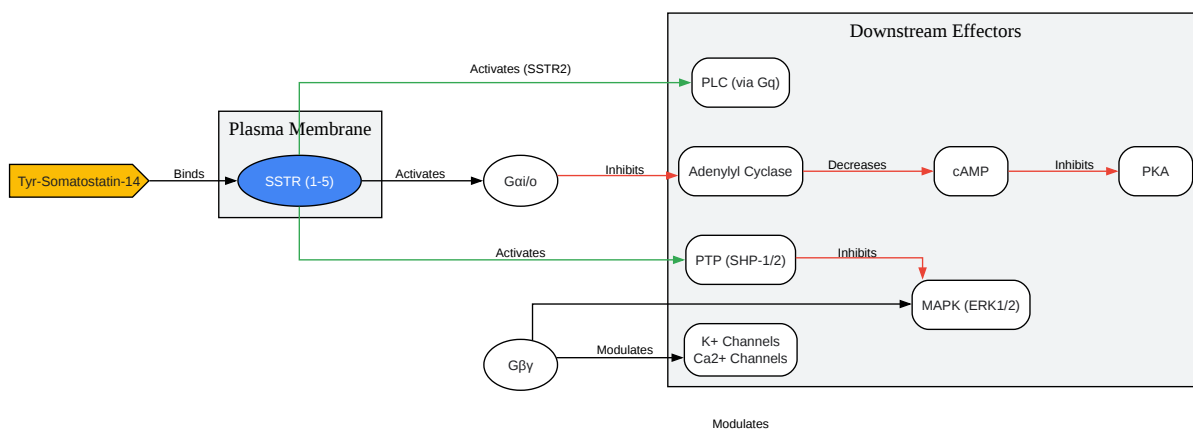 Downstream Effectors
Activates (SSTR2)
PLC (via Gq)
Plasma Membrane
Tyr-Somatostatin-14
Binds
SSTR (1-5)
Activates
Gαi/o
Inhibits
Adenylyl Cyclase
Decreases
cAMP
Inhibits
PKA
Activates
PTP (SHP-1/2)
Inhibits
MAPK (ERK1/2)
Gβγ
Modulates
K+ Channels
Ca2+ Channels
Modulates